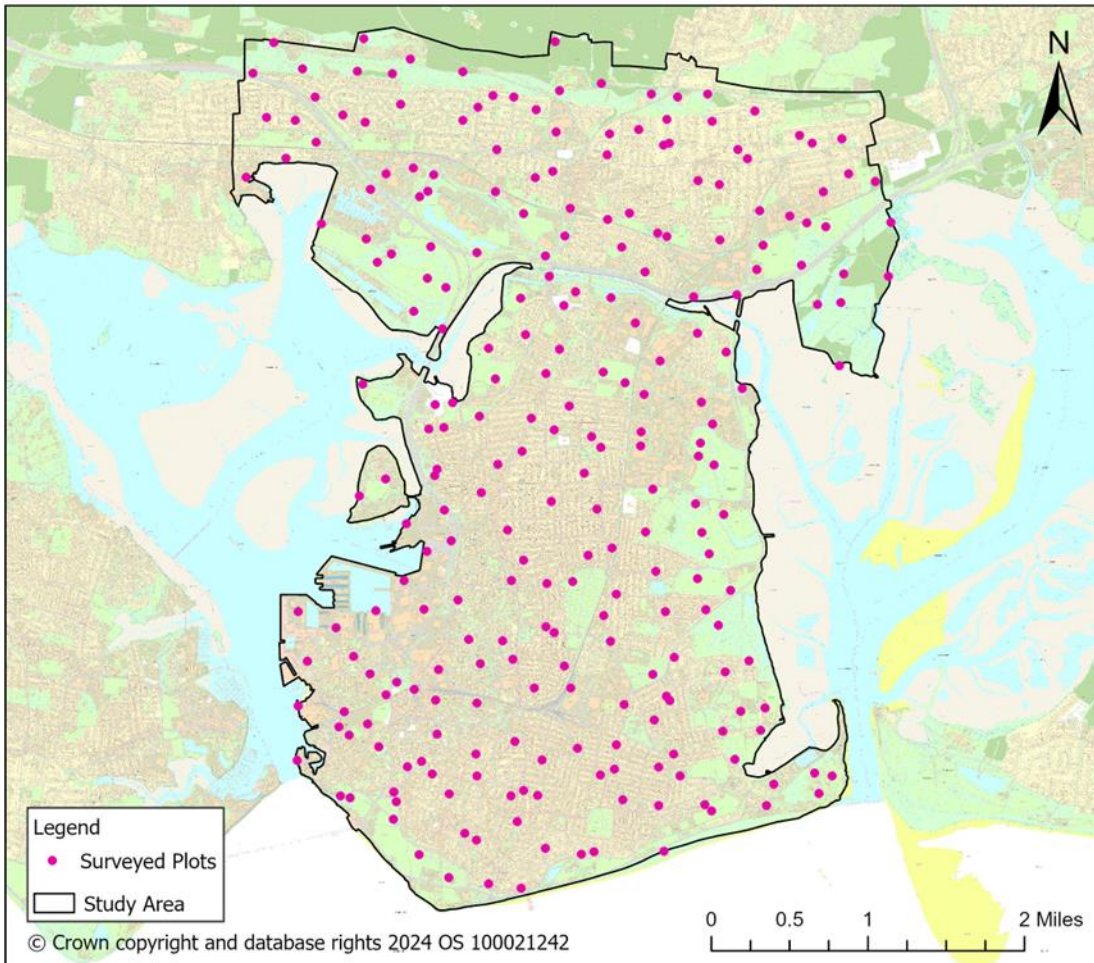 N
Legend
Surveyed Plots
Study Area
© Crown copyright and database rights 2024 OS 100021242
0 0.5 1 2 Miles